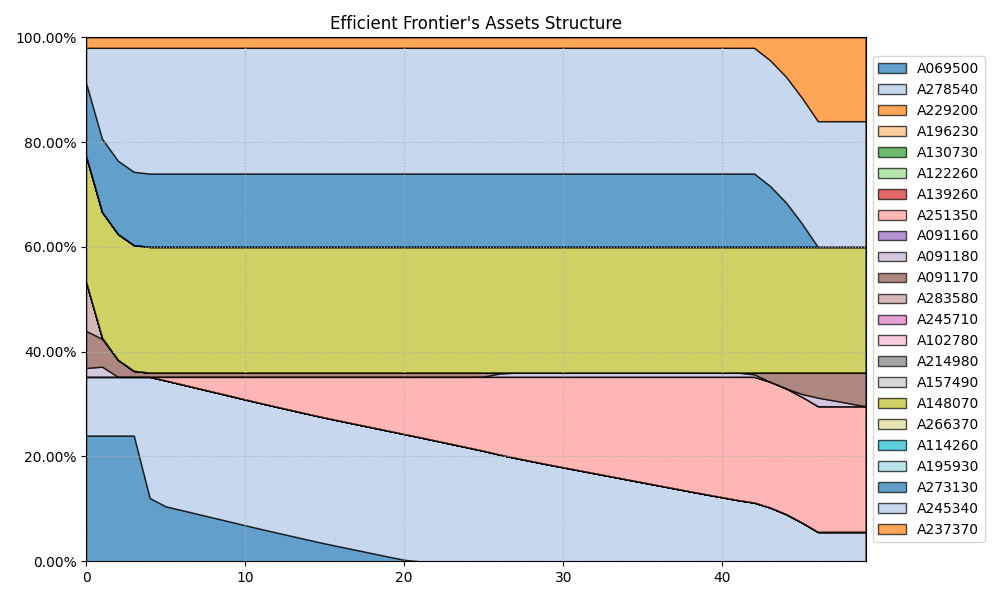 Efficient Frontier's Assets Structure
100.00%
80.00%
60.00%
40.00%
20.00%
0.00%
0
10
20
30
40
A069500
A278540
A229200
A196230
A130730
A122260
A139260
A251350
A091160
A091180
A091170
A283580
A245710
A102780
A214980
A157490
A148070
A266370
A114260
A195930
A273130
A245340
A237370